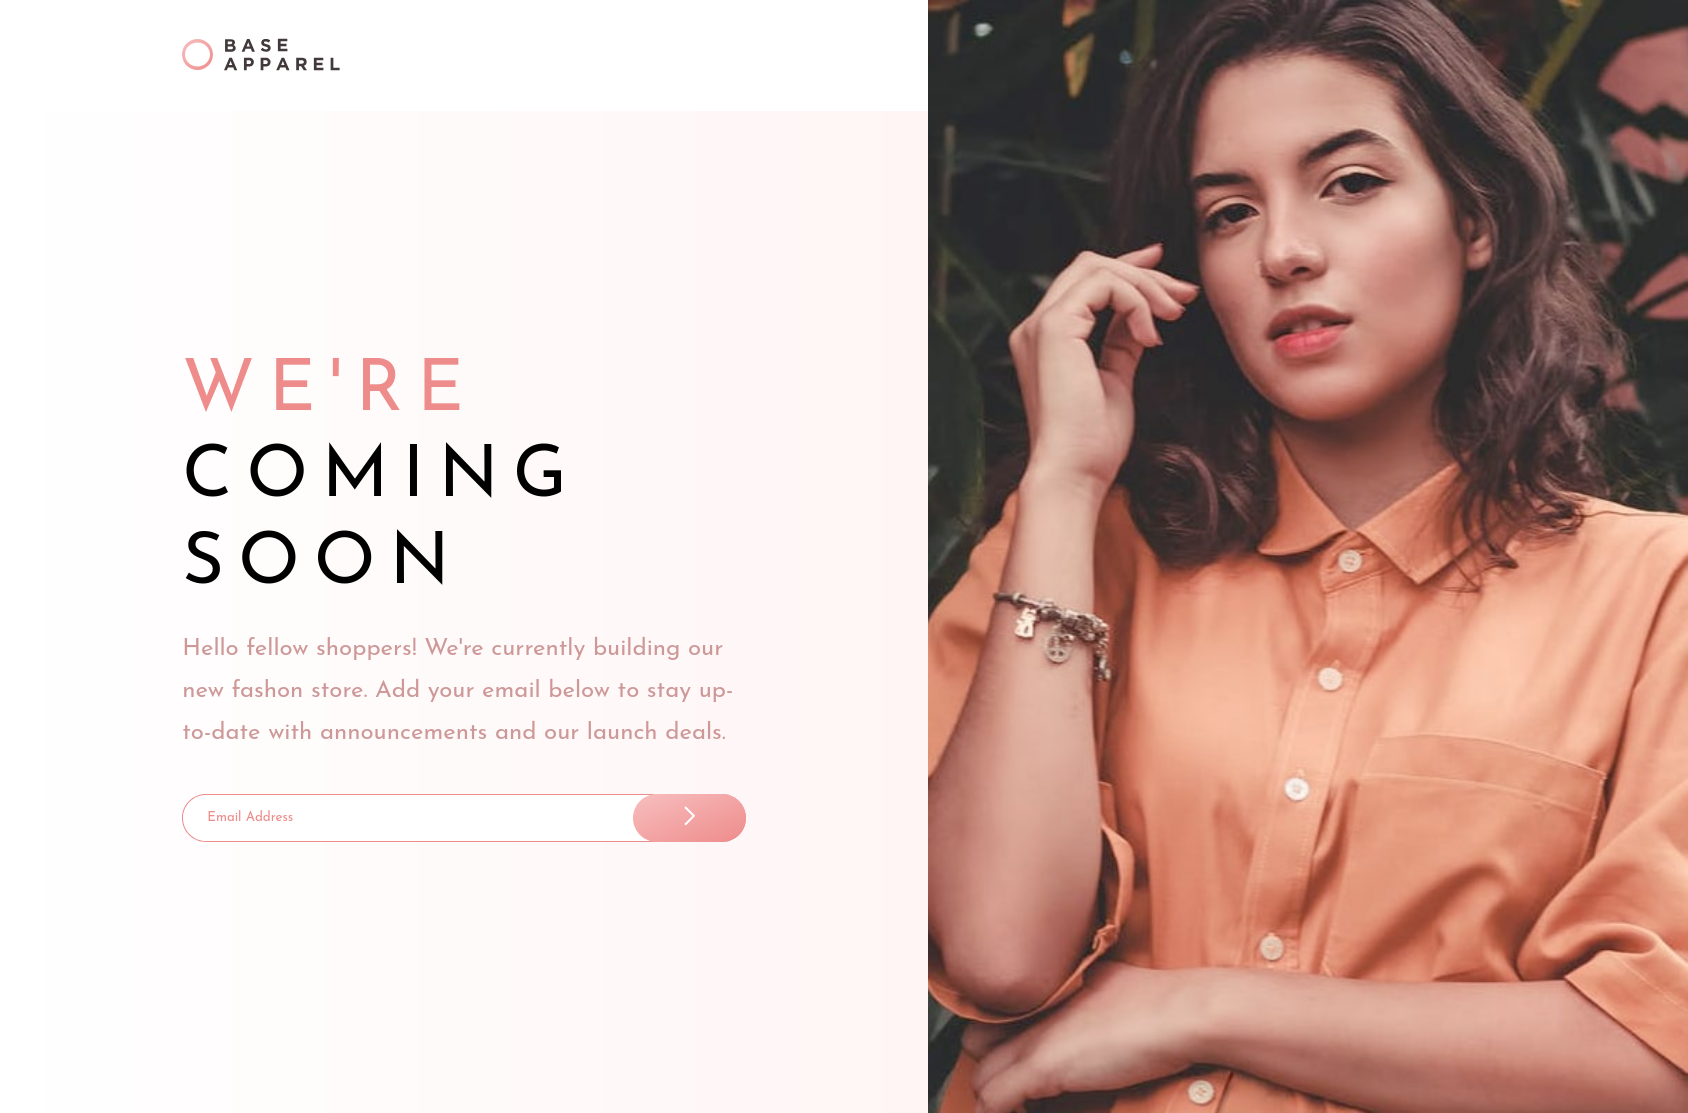 BASE
APPAREL
WE'RE
COMING
SOON
Hello fellow shoppers! We're currently building our
new fashon store. Add your email below to stay up-
to-date with announcements and our launch deals.
Email Address